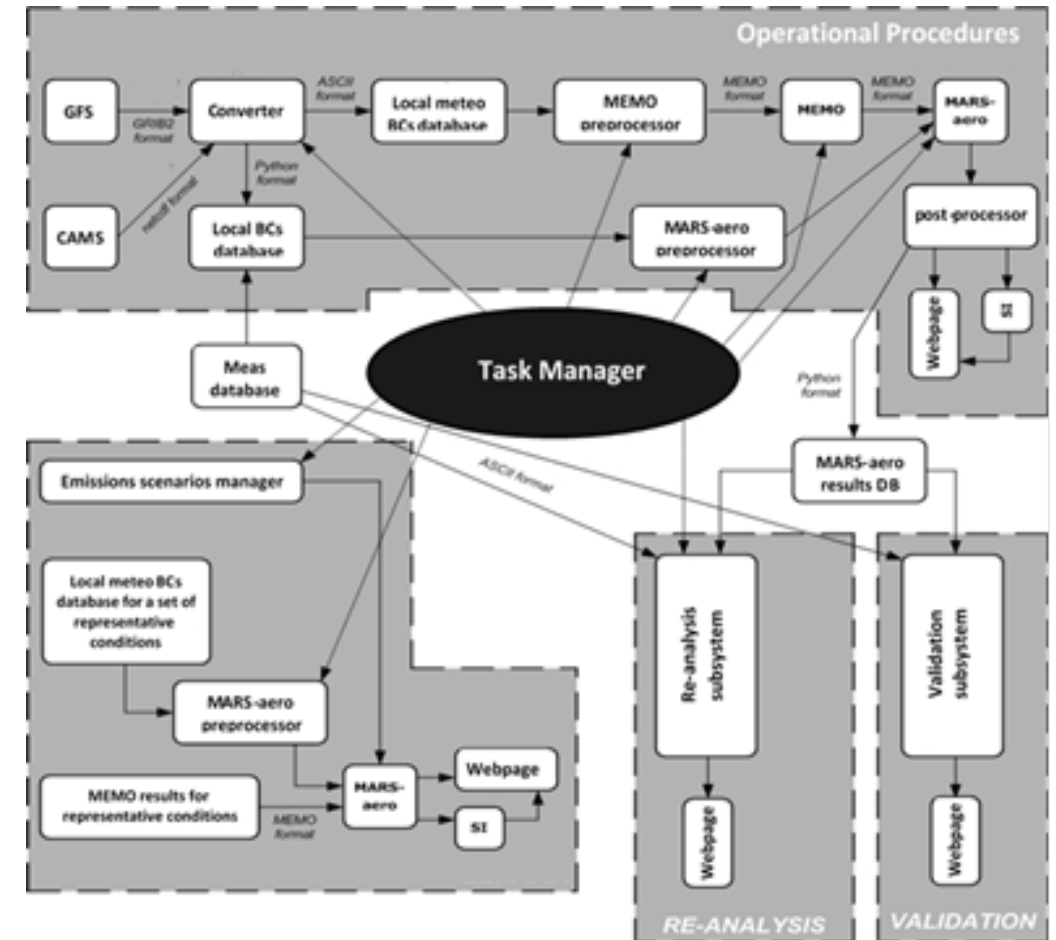 Operational Procedures
GFS
GRIB2
format
Converter
ASCII
format
Local meteo
BCs database
MEMO
preprocessor
MEMO
format
MEMO
MEMO
format
MARS-
aero
netcdf format
Python
format
CAMS
Local BCs
database
MARS-aero
preprocessor
post-processor
Webpage
SI
Meas
database
Task Manager
Python
format
ASCII format
MARS-aero
results DB
Emissions scenarios manager
Local meteo BCs
database for a set of
representative
conditions
MARS-aero
preprocessor
MEMO results for
representative conditions
MEMO
format
MARS-
aero
Webpage
SI
Re-analysis
subsystem
Webpage
RE-ANALYSIS
Validation
subsystem
Webpage
VALIDATION